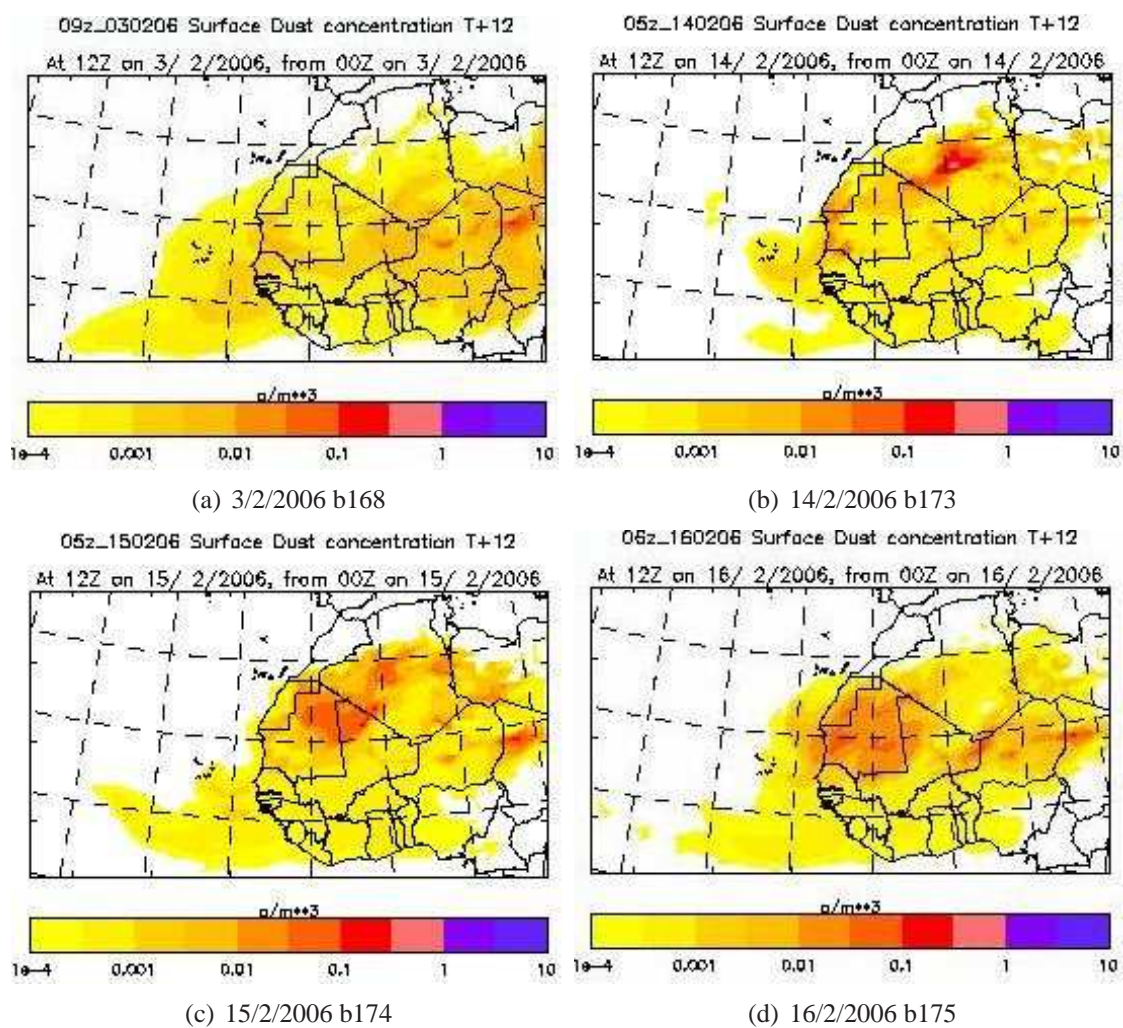 09z_030206 Surface Dust concentration T+12
At 12Z on 3/ 2/2006, from 00Z on 3/ 2/2006
g/m**3
1e-4 0.001 0.01 0.1 1 10
(a) 3/2/2006 b168
05z_140206 Surface Dust concentration T+12
At 12Z on 14/ 2/2006, from 00Z on 14/ 2/2006
g/m**3
1e-4 0.001 0.01 0.1 1 10
(b) 14/2/2006 b173
05z_150206 Surface Dust concentration T+12
At 12Z on 15/ 2/2006, from 00Z on 15/ 2/2006
g/m**3
1e-4 0.001 0.01 0.1 1 10
(c) 15/2/2006 b174
06z_160206 Surface Dust concentration T+12
At 12Z on 16/ 2/2006, from 00Z on 16/ 2/2006
g/m**3
1e-4 0.001 0.01 0.1 1 10
(d) 16/2/2006 b175